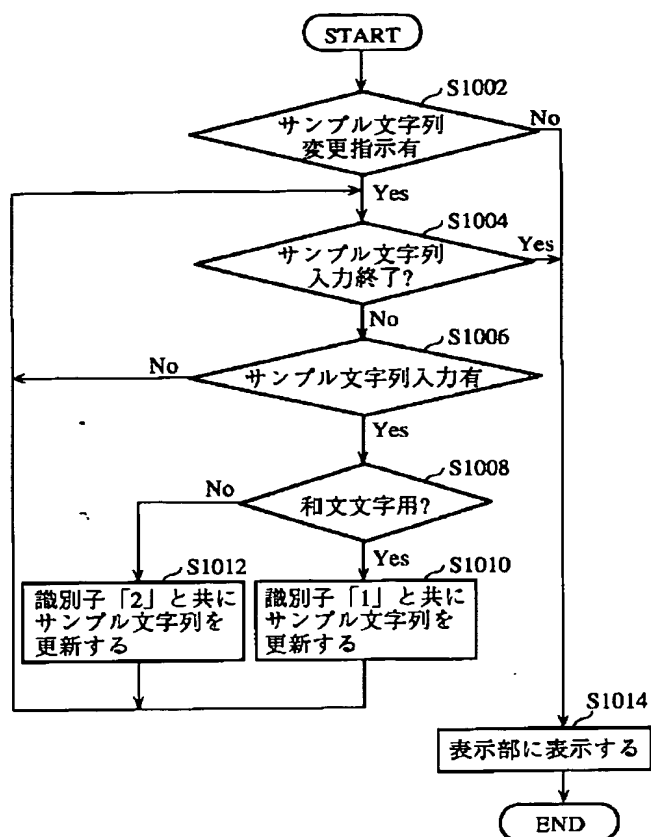 START
S1002
No
サンプル文字列
変更指示有
Yes
S1004
Yes
サンプル文字列
入力終了?
No
S1006
No
サンプル文字列入力有
Yes
S1008
No
和文文字用?
Yes
S1012
S1010
識別子「2」と共に
サンプル文字列を
更新する
識別子「1」と共に
サンプル文字列を
更新する
S1014
表示部に表示する
END